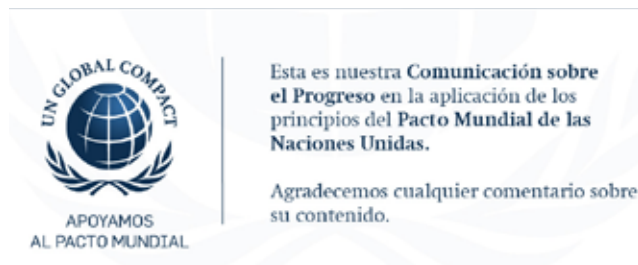 UN GLOBAL COMPACT
APOYAMOS
AL PACTO MUNDIAL
Esta es nuestra Comunicación sobre
el Progreso en la aplicación de los
principios del Pacto Mundial de las
Naciones Unidas.
Agradecemos cualquier comentario sobre
su contenido.